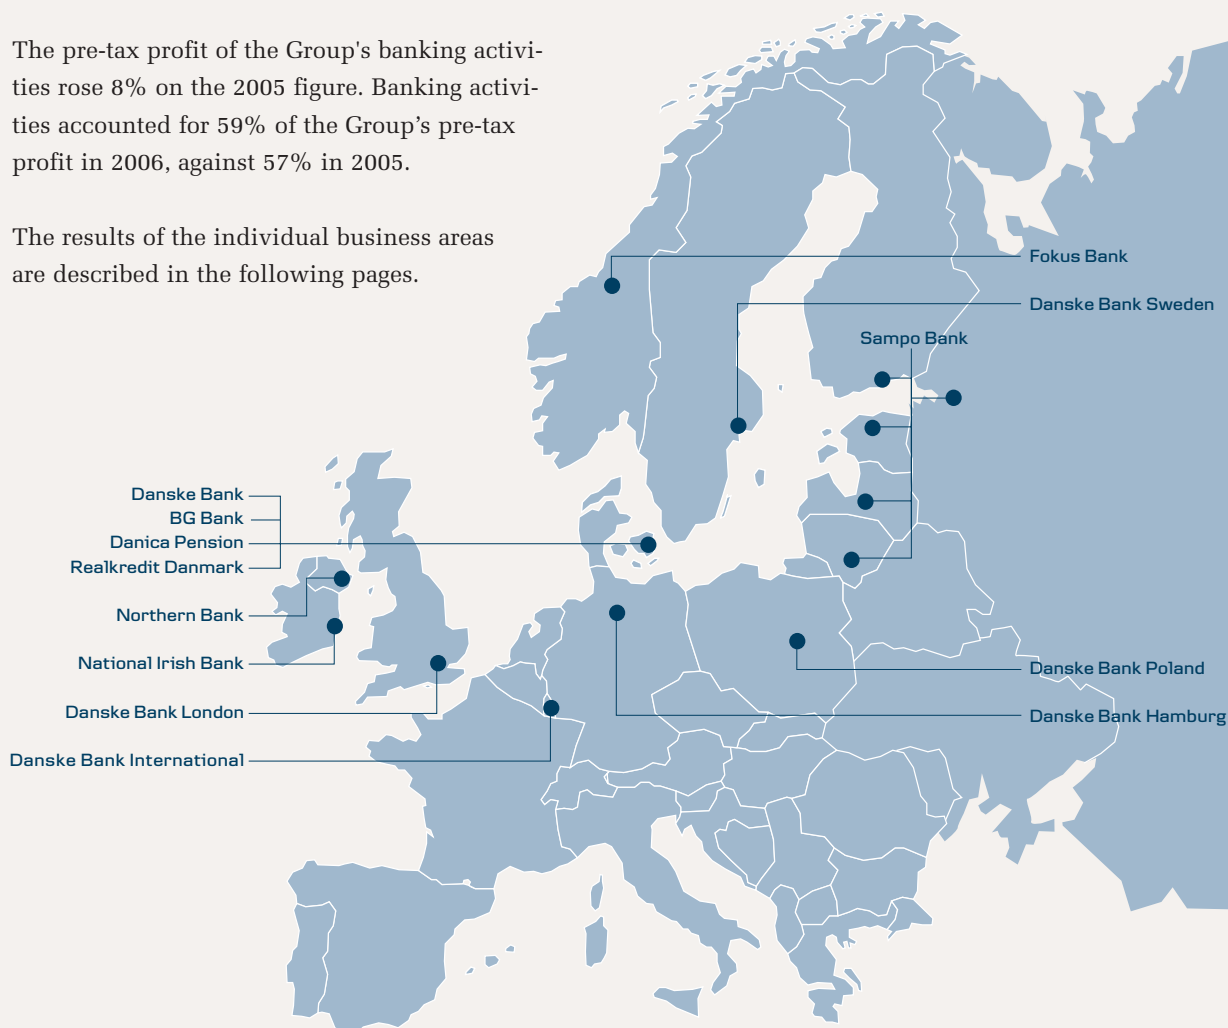 The pre-tax profit of the Group's banking activi-
ties rose 8% on the 2005 figure. Banking activi-
ties accounted for 59% of the Group’s pre-tax
profit in 2006, against 57% in 2005.
The results of the individual business areas
are described in the following pages.
Fokus Bank
Danske Bank Sweden
Sampo Bank
Danske Bank
BG Bank
Danica Pension
Realkredit Danmark
Northern Bank
National Irish Bank
Danske Bank London
Danske Bank International
Danske Bank Poland
Danske Bank Hamburg